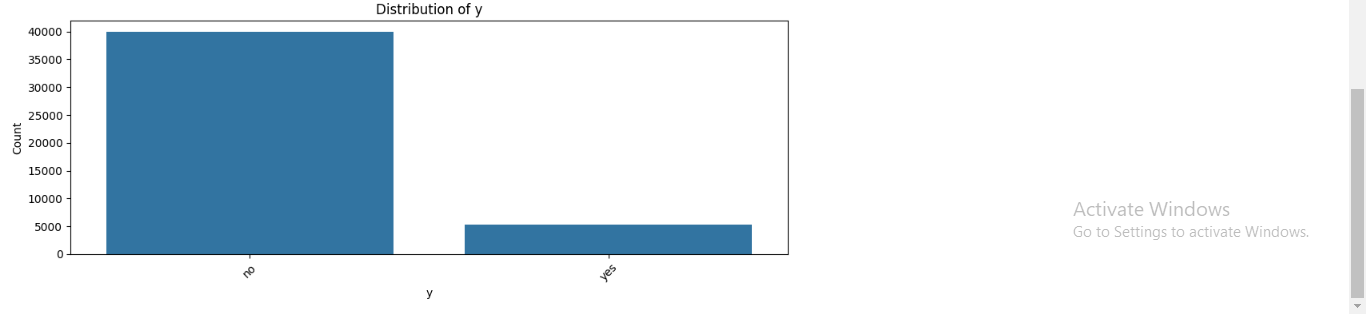 Distribution of y
40000
35000
30000
25000
20000
15000
10000
5000
0
Count
no
yes
y
Activate Windows
Go to Settings to activate Windows.